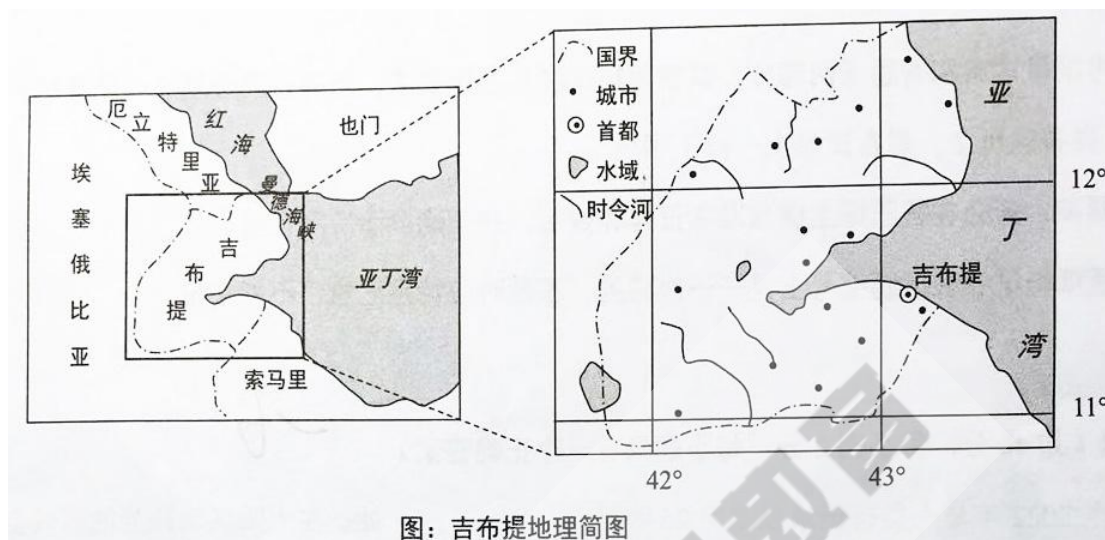 厄立特里亚
红海
也门
埃塞俄比亚
曼德海峡
吉布提
亚丁湾
索马里
国界
城市
首都
水域
时令河
亚丁湾
吉布提
12°
11°
42°
43°
图：吉布提地理简图
教育